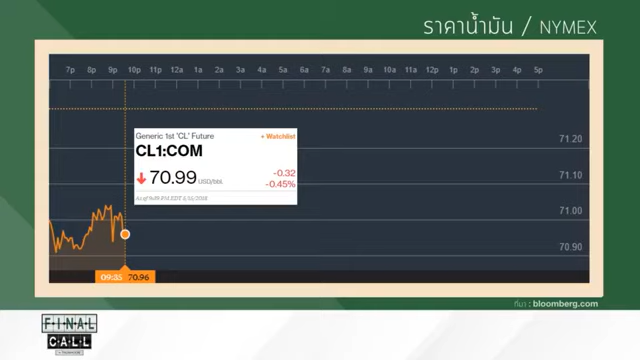 ราคาน้ำมัน / NYMEX
7p 8p 9p 10p 11p 12a 1a 2a 3a 4a 5a 6a 7a 8a 9a 10a 11a 12p 1p 2p 3p 4p 5p
Generic 1st 'CL' Future + Watchlist
CL1:COM
70.99 USD/bbl.
-0.32
-0.45%
71.20
71.10
71.00
70.90
09:35 70.96
ที่มา : bloomberg.com
FINAL
CALL